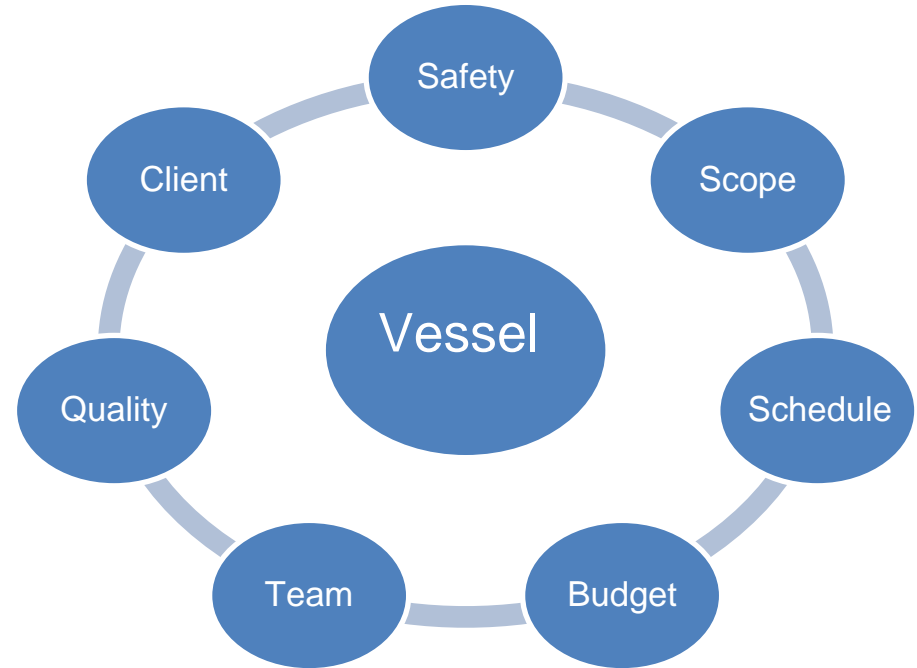 Safety
Scope
Schedule
Budget
Team
Quality
Client
Vessel